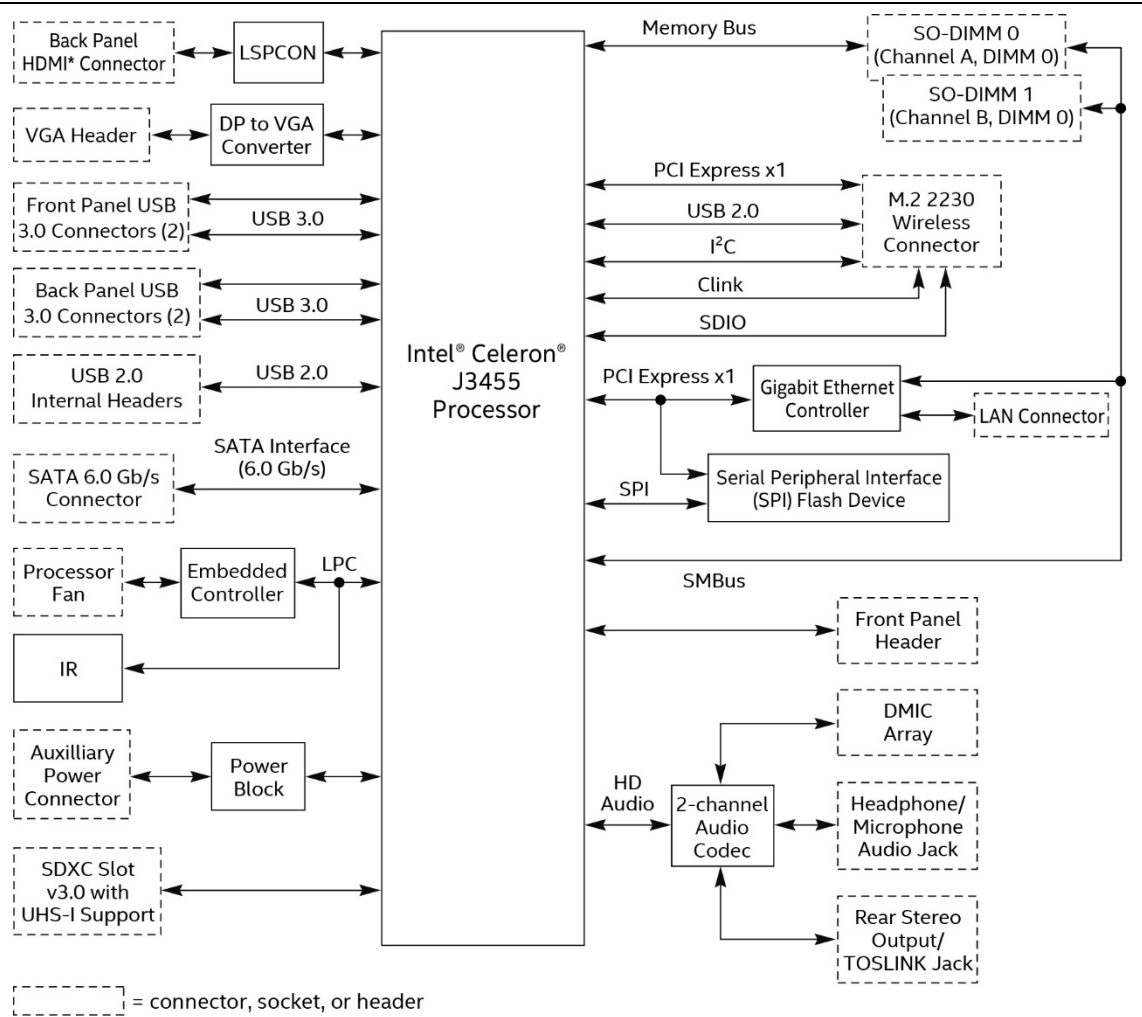 Back Panel
HDMI* Connector
LSPCON
VGA Header
DP to VGA
Converter
Front Panel USB
3.0 Connectors (2)
USB 3.0
Back Panel USB
3.0 Connectors (2)
USB 3.0
USB 2.0
Internal Headers
USB 2.0
SATA 6.0 Gb/s
Connector
SATA Interface
(6.0 Gb/s)
Processor
Fan
Embedded
Controller
LPC
IR
Auxilliary
Power
Connector
Power
Block
SDXC Slot
v3.0 with
UHS-I Support
Intel® Celeron®
J3455
Processor
Memory Bus
SO-DIMM 0
(Channel A, DIMM 0)
SO-DIMM 1
(Channel B, DIMM 0)
PCI Express x1
USB 2.0
I²C
Clink
SDIO
M.2 2230
Wireless
Connector
PCI Express x1
Gigabit Ethernet
Controller
LAN Connector
SPI
Serial Peripheral Interface
(SPI) Flash Device
SMBus
Front Panel
Header
DMIC
Array
HD
Audio
2-channel
Audio
Codec
Headphone/
Microphone
Audio Jack
Rear Stereo
Output/
TOSLINK Jack
= connector, socket, or header